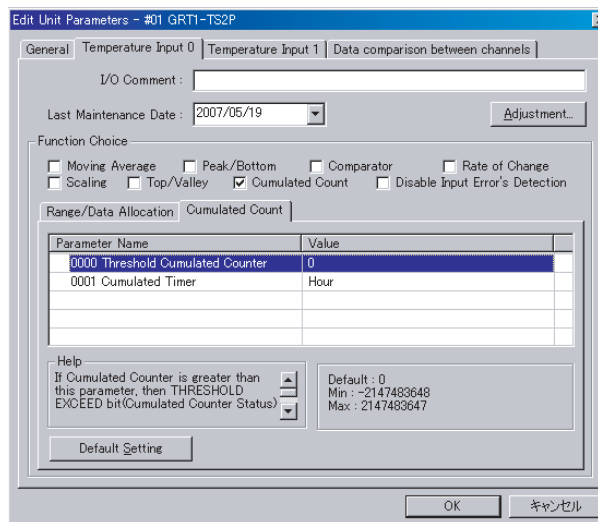 Edit Unit Parameters - #01 GRT1-TS2P
General Temperature Input 0 Temperature Input 1 Data comparison between channels
I/O Comment :
Last Maintenance Date : 2007/05/19 Adjustment...
Function Choice
Moving Average Peak/Bottom Comparator Rate of Change
Scaling Top/Valley Cumulated Count Disable Input Error's Detection
Range/Data Allocation Cumulated Count
Parameter Name Value
0000 Threshold Cumulated Counter 0
0001 Cumulated Timer Hour
Help
If Cumulated Counter is greater than
this parameter, then THRESHOLD
EXCEED bit(Cumulated Counter Status)
Default : 0
Min : -2147483648
Max : 2147483647
Default Setting
OK キャンセル